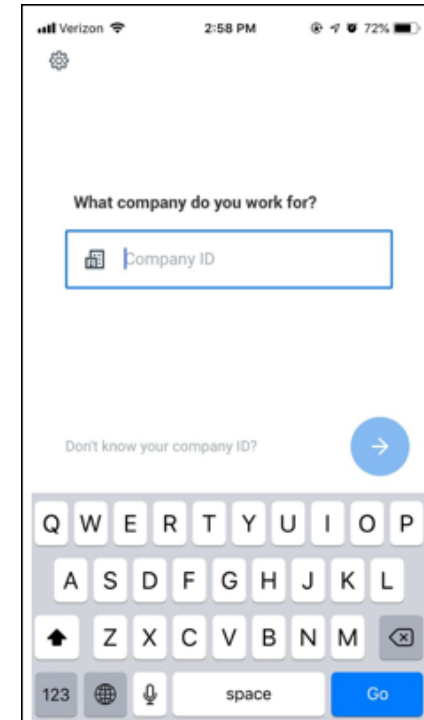 Verizon 2:58 PM 72%
What company do you work for?
Company ID
Don't know your company ID?
Q W E R T Y U I O P
A S D F G H J K L
Z X C V B N M
123 space Go